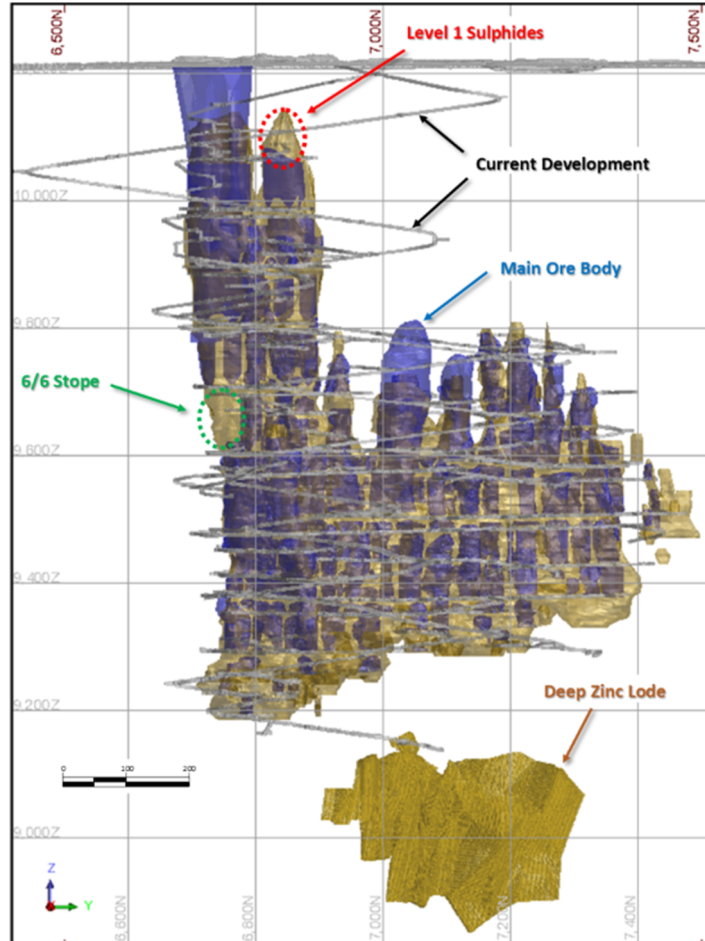 6,500N
7,000N
7,500N
Level 1 Sulphides
Current Development
10,000Z
Main Ore Body
9,800Z
6/6 Stope
9,600Z
9,400Z
Deep Zinc Lode
9,200Z
0 100 200
9,000Z
Z
Y
6,600N
6,800N
7,000N
7,200N
7,400N